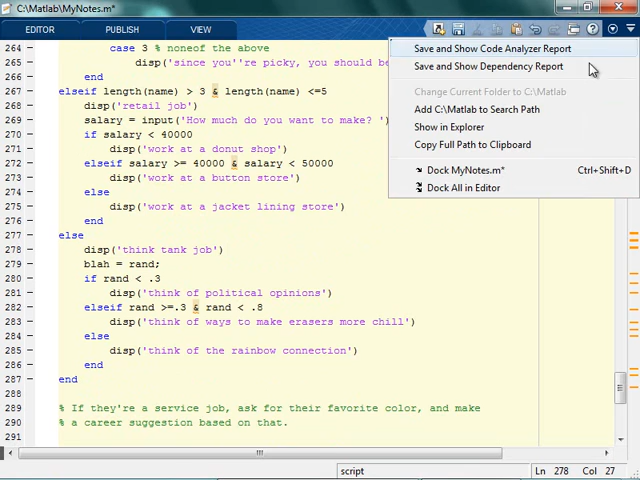 C:\Matlab\MyNotes.m*
EDITOR
PUBLISH
VIEW
264 case 3 % noneof the above
265 disp('since you''re picky, you should be
266 end
267 elseif length(name) > 3 & length(name) <=5
268 disp('retail job')
269 salary = input('How much do you want to make? ')
270 if salary < 40000
271 disp('work at a donut shop')
272 elseif salary >= 40000 & salary < 50000
273 disp('work at a button store')
274 else
275 disp('work at a jacket lining store')
276 end
277 else
278 disp('think tank job')
279 blah = rand;
280 if rand < .3
281 disp('think of political opinions')
282 elseif rand >=.3 & rand < .8
283 disp('think of ways to make erasers more chill')
284 else
285 disp('think of the rainbow connection')
286 end
287 end
288
289 % If they're a service job, ask for their favorite color, and make
290 % a career suggestion based on that.
291
Save and Show Code Analyzer Report
Save and Show Dependency Report
Change Current Folder to C:\Matlab
Add C:\Matlab to Search Path
Show in Explorer
Copy Full Path to Clipboard
Dock MyNotes.m* Ctrl+Shift+D
Dock All in Editor
script
Ln 278 Col 27